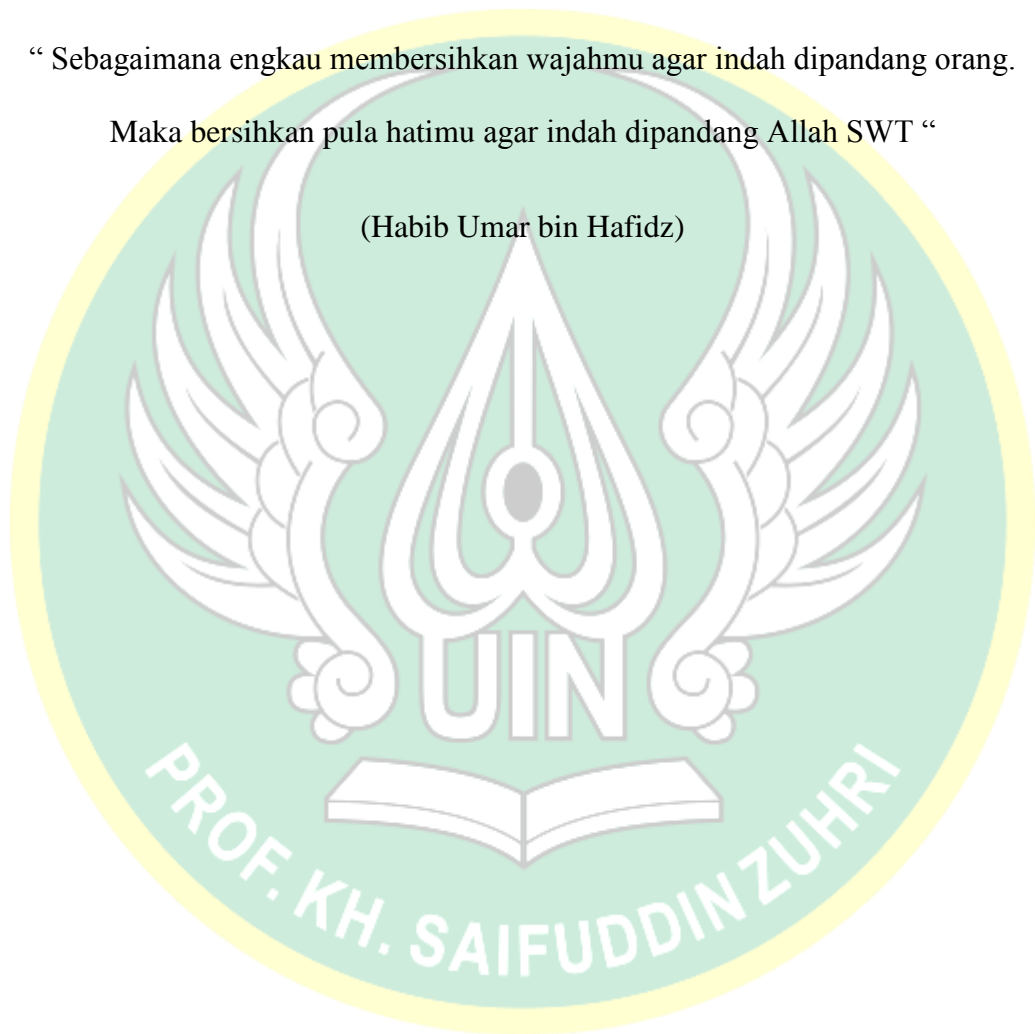 “ Sebagaimana engkau membersihkan wajahmu agar indah dipandang orang.
Maka bersihkan pula hatimu agar indah dipandang Allah SWT “
(Habib Umar bin Hafidz)
UIN
PROF. KH. SAIFUDDIN ZUHRI